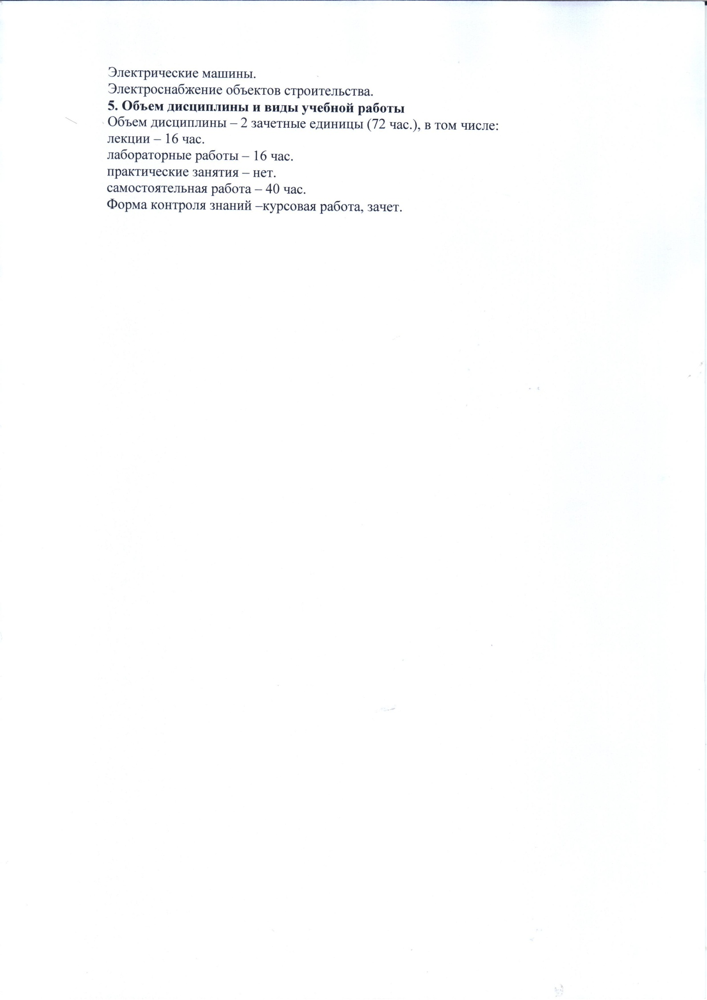 Электрические машины.
Электроснабжение объектов строительства.
5. Объем дисциплины и виды учебной работы
Объем дисциплины – 2 зачетные единицы (72 час.), в том числе:
лекции – 16 час.
лабораторные работы – 16 час.
практические занятия – нет.
самостоятельная работа – 40 час.
Форма контроля знаний –курсовая работа, зачет.